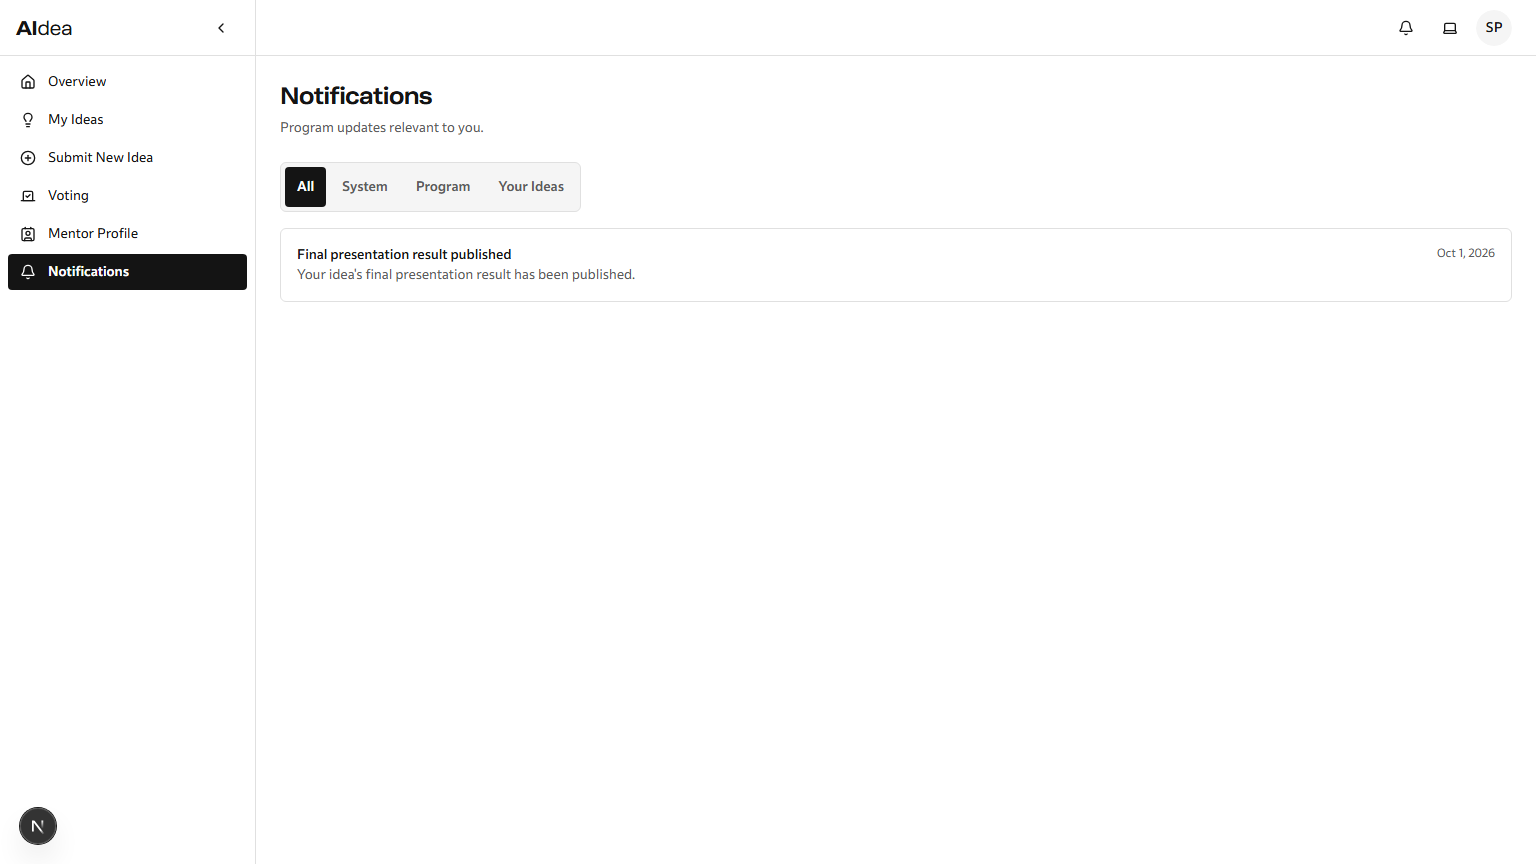 AIdea
SP
Overview
My Ideas
Submit New Idea
Voting
Mentor Profile
Notifications
Notifications
Program updates relevant to you.
All System Program Your Ideas
Final presentation result published Oct 1, 2026
Your idea's final presentation result has been published.
N